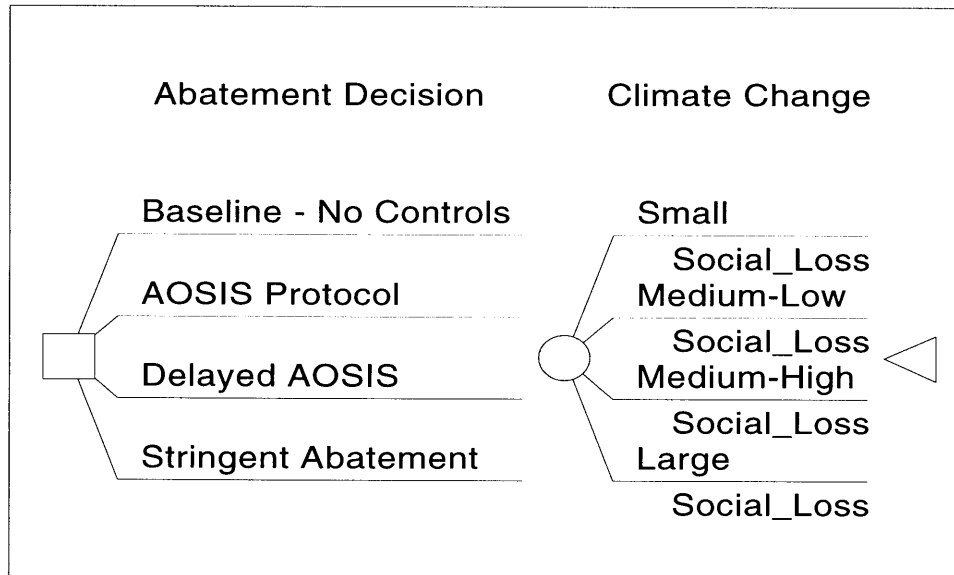 Abatement Decision
Climate Change
Baseline - No Controls
AOSIS Protocol
Delayed AOSIS
Stringent Abatement
Small
Social_Loss
Medium-Low
Social_Loss
Medium-High
Social_Loss
Large
Social_Loss